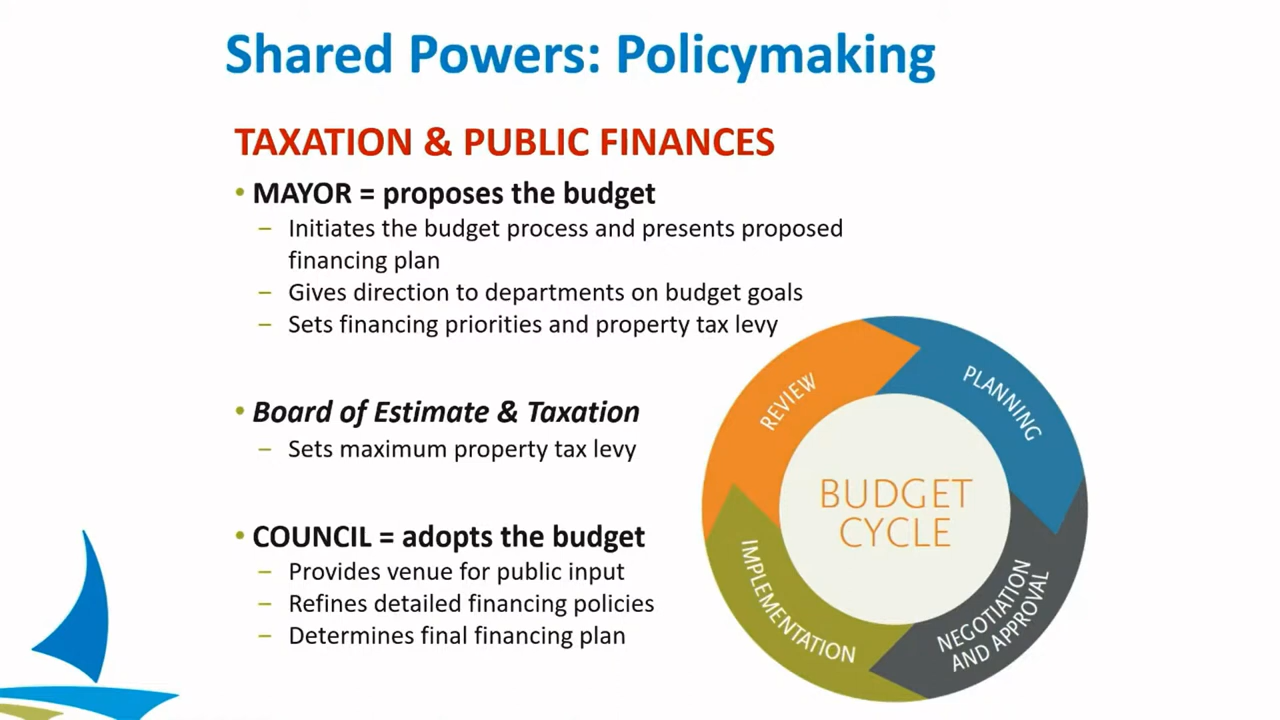 Shared Powers: Policymaking
TAXATION & PUBLIC FINANCES
• MAYOR = proposes the budget
– Initiates the budget process and presents proposed
financing plan
– Gives direction to departments on budget goals
– Sets financing priorities and property tax levy
• Board of Estimate & Taxation
– Sets maximum property tax levy
• COUNCIL = adopts the budget
– Provides venue for public input
– Refines detailed financing policies
– Determines final financing plan
REVIEW
PLANNING
BUDGET
CYCLE
IMPLEMENTATION
NEGOTIATION
AND APPROVAL